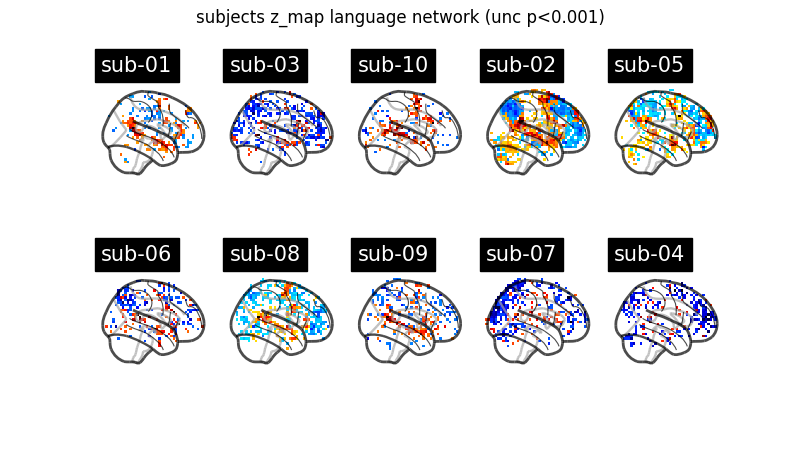 subjects z_map language network (unc p<0.001)
sub-01 sub-03 sub-10 sub-02 sub-05
sub-06 sub-08 sub-09 sub-07 sub-04